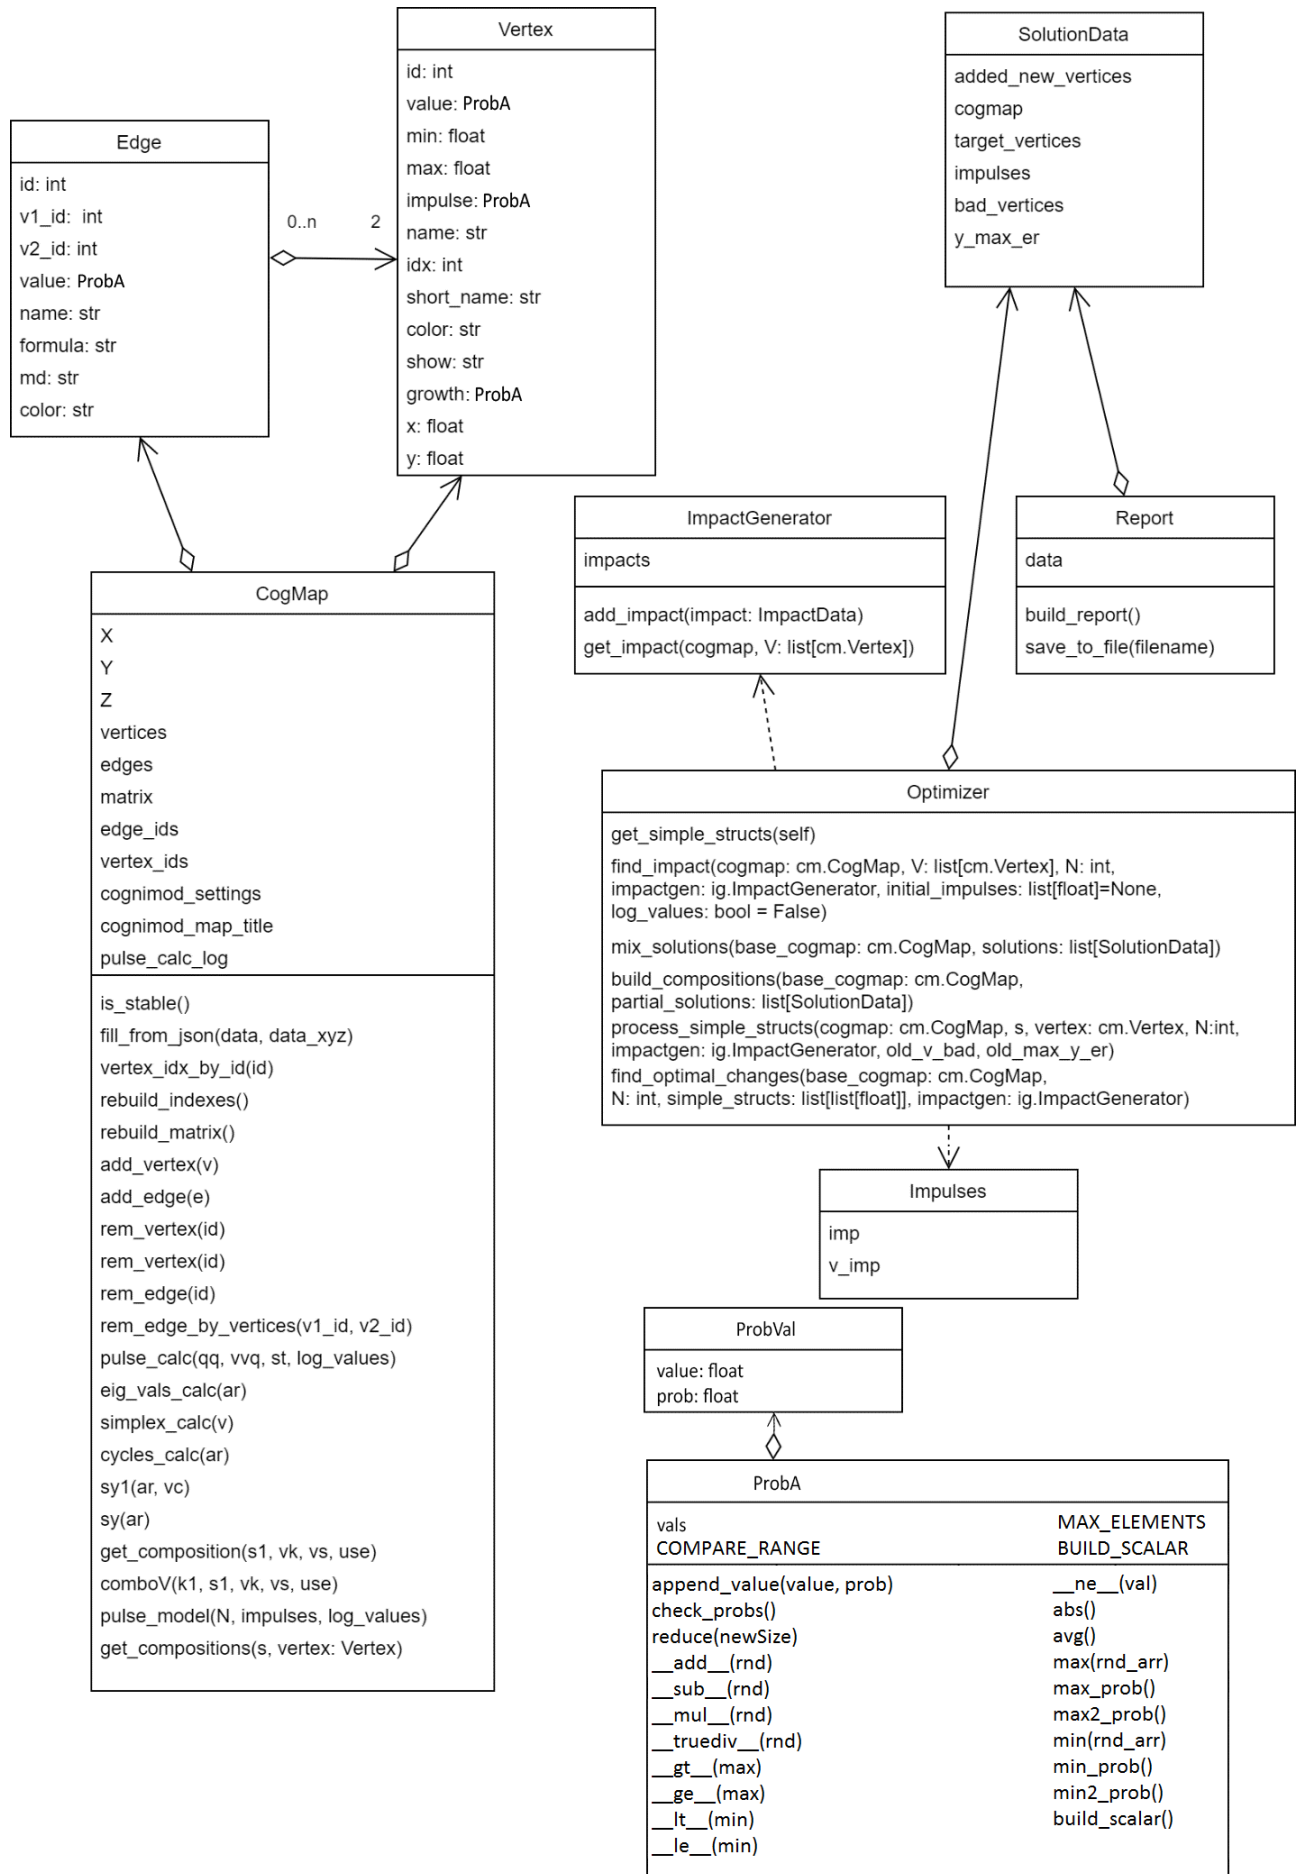 Vertex
id: int
value: ProbA
min: float
max: float
impulse: ProbA
name: str
idx: int
short_name: str
color: str
show: str
growth: ProbA
x: float
y: float
SolutionData
added_new_vertices
cogmap
target_vertices
impulses
bad_vertices
y_max_er
Edge
id: int
v1_id: int
v2_id: int
value: ProbA
name: str
formula: str
md: str
color: str
0..n
2
ImpactGenerator
impacts
add_impact(impact: ImpactData)
get_impact(cogmap, V: list[cm.Vertex])
Report
data
build_report()
save_to_file(filename)
CogMap
X
Y
Z
vertices
edges
matrix
edge_ids
vertex_ids
cognimod_settings
cognimod_map_title
pulse_calc_log
is_stable()
fill_from_json(data, data_xyz)
vertex_idx_by_id(id)
rebuild_indexes()
rebuild_matrix()
add_vertex(v)
add_edge(e)
rem_vertex(id)
rem_vertex(id)
rem_edge(id)
rem_edge_by_vertices(v1_id, v2_id)
pulse_calc(qq, vvq, st, log_values)
eig_vals_calc(ar)
simplex_calc(v)
cycles_calc(ar)
sy1(ar, vc)
sy(ar)
get_composition(s1, vk, vs, use)
comboV(k1, s1, vk, vs, use)
pulse_model(N, impulses, log_values)
get_compositions(s, vertex: Vertex)
Optimizer
get_simple_structs(self)
find_impact(cogmap: cm.CogMap, V: list[cm.Vertex], N: int,
impactgen: ig.ImpactGenerator, initial_impulses: list[float]=None,
log_values: bool = False)
mix_solutions(base_cogmap: cm.CogMap, solutions: list[SolutionData])
build_compositions(base_cogmap: cm.CogMap,
partial_solutions: list[SolutionData])
process_simple_structs(cogmap: cm.CogMap, s, vertex: cm.Vertex, N:int,
impactgen: ig.ImpactGenerator, old_v_bad, old_max_y_er)
find_optimal_changes(base_cogmap: cm.CogMap,
N: int, simple_structs: list[list[float]], impactgen: ig.ImpactGenerator)
Impulses
imp
v_imp
ProbVal
value: float
prob: float
ProbA
vals
COMPARE_RANGE
MAX_ELEMENTS
BUILD_SCALAR
append_value(value, prob)
check_probs()
reduce(newSize)
__add__(rnd)
__sub__(rnd)
__mul__(rnd)
__truediv__(rnd)
__gt__(max)
__ge__(max)
__lt__(min)
__le__(min)
__ne__(val)
abs()
avg()
max(rnd_arr)
max_prob()
max2_prob()
min(rnd_arr)
min_prob()
min2_prob()
build_scalar()